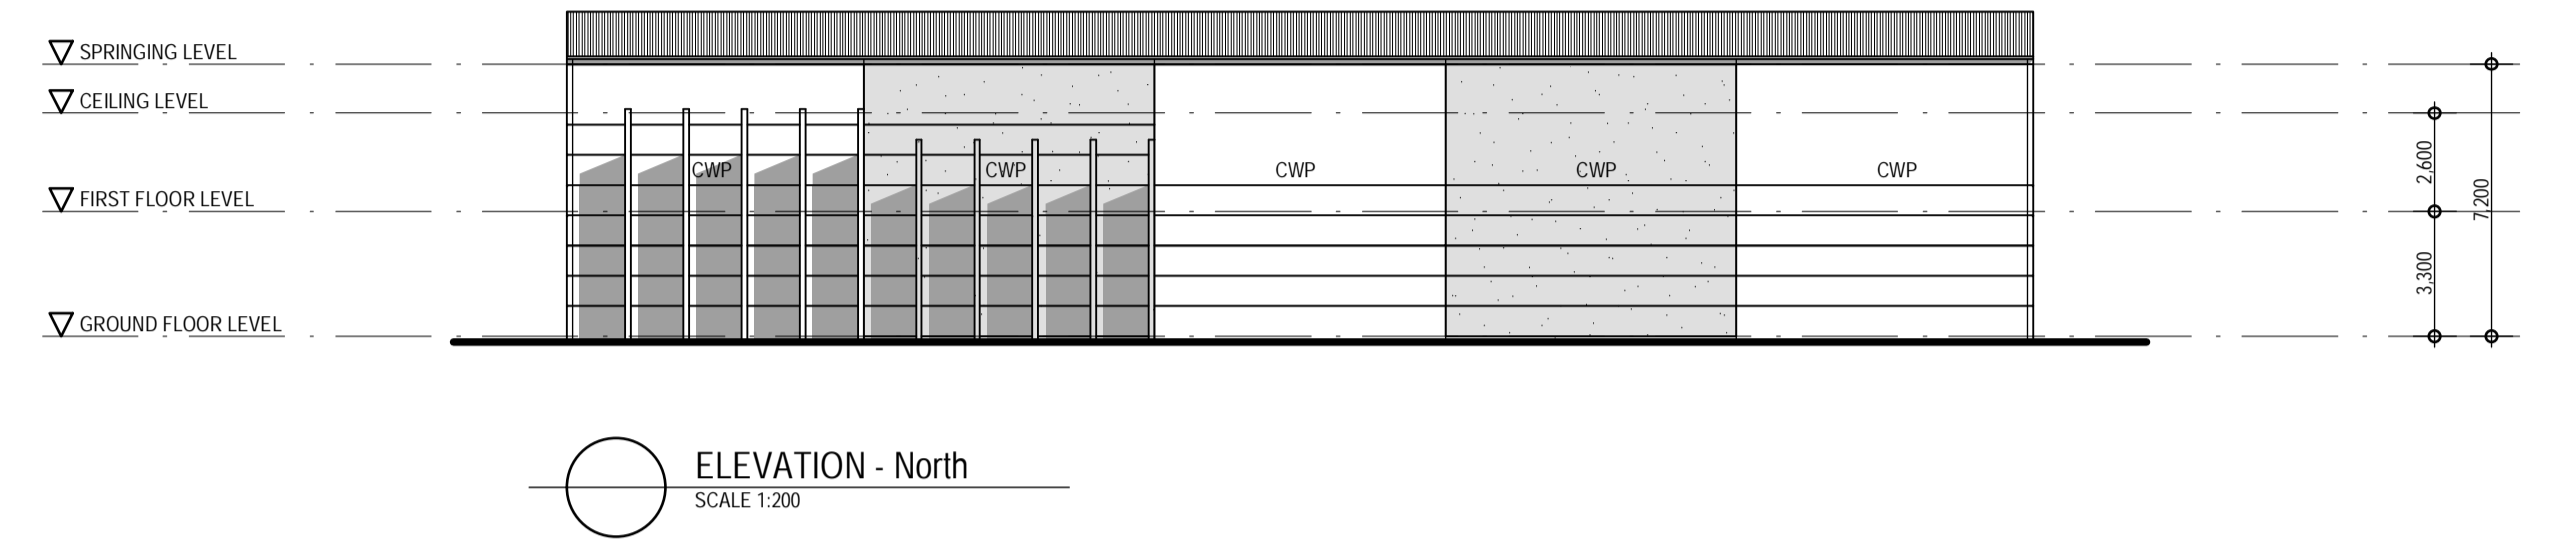 SPRINGING LEVEL
CEILING LEVEL
2,600
CWP CWP CWP CWP CWP
7,200
FIRST FLOOR LEVEL
3,300
GROUND FLOOR LEVEL
ELEVATION - North
SCALE 1:200